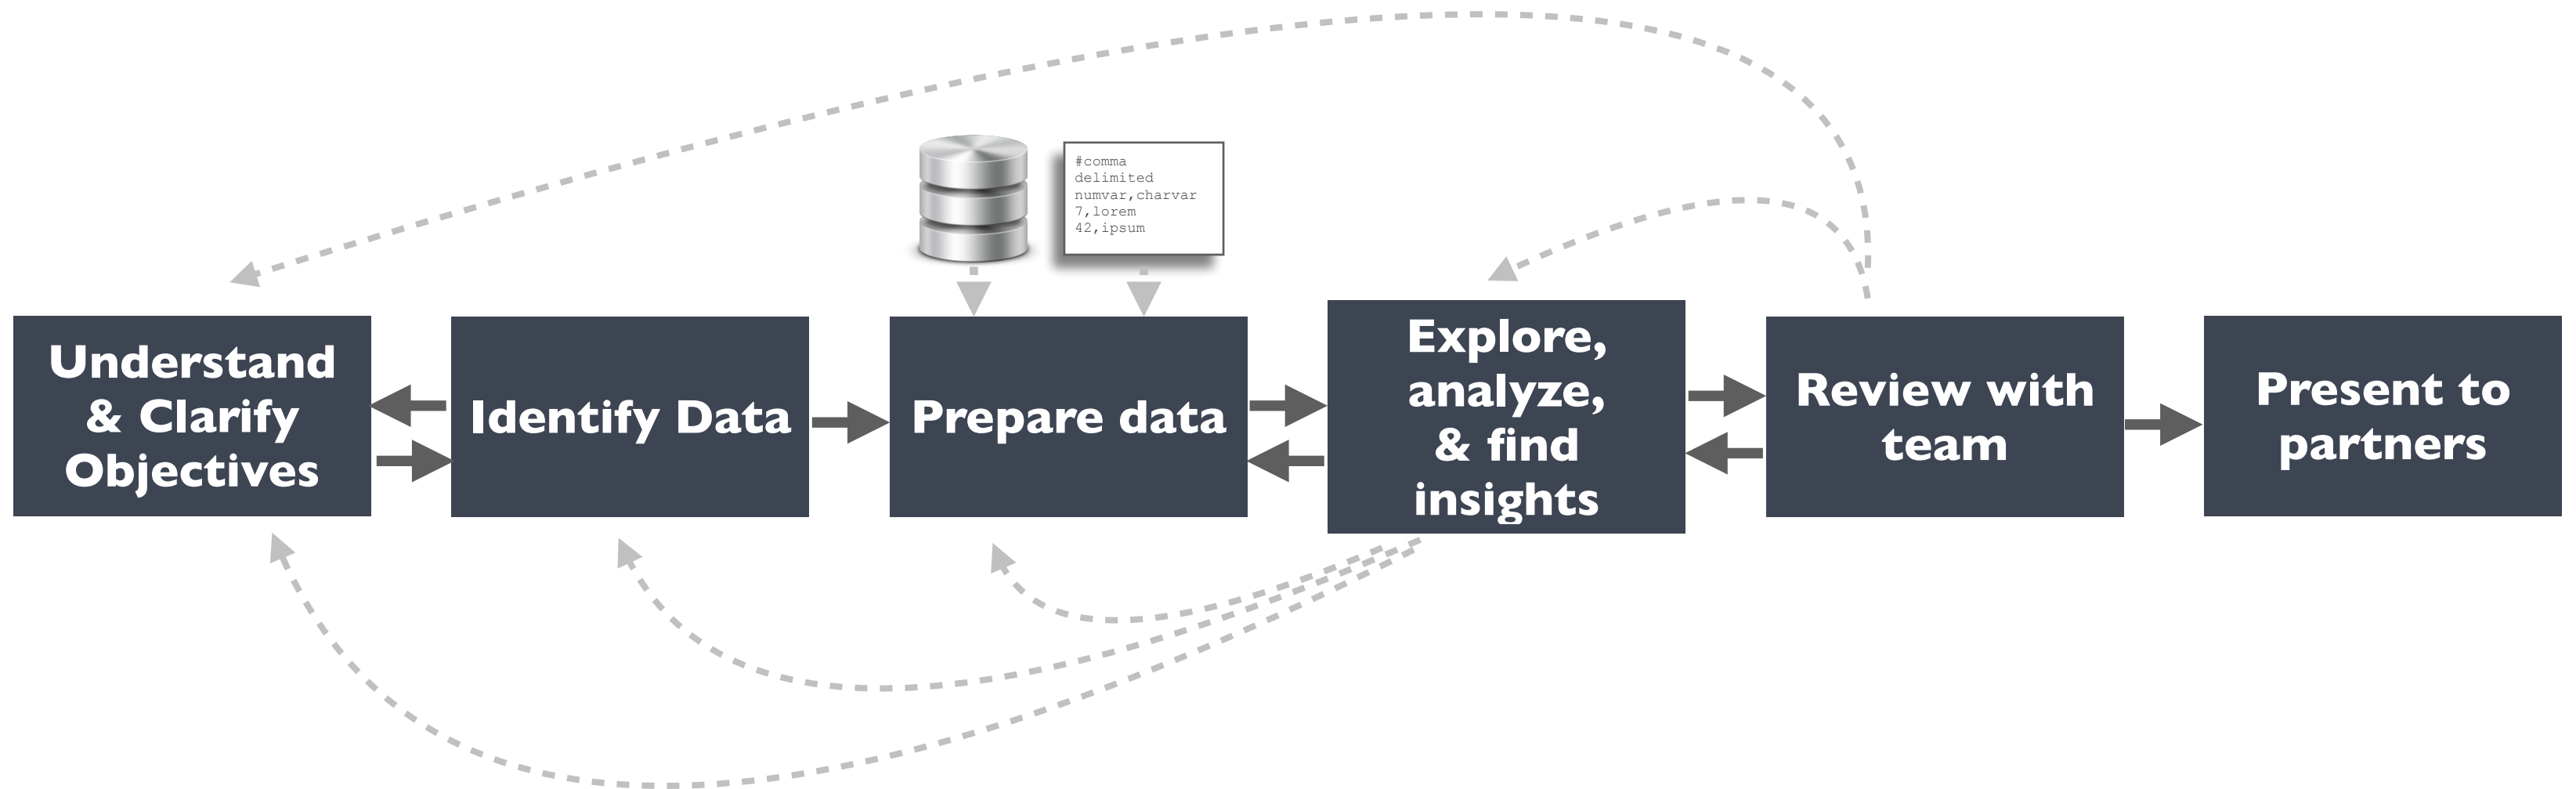 #comma
delimited
numvar,charvar
7,lorem
42,ipsum
Understand
& Clarify
Objectives
Identify Data
Prepare data
Explore,
analyze,
& find
insights
Review with
team
Present to
partners